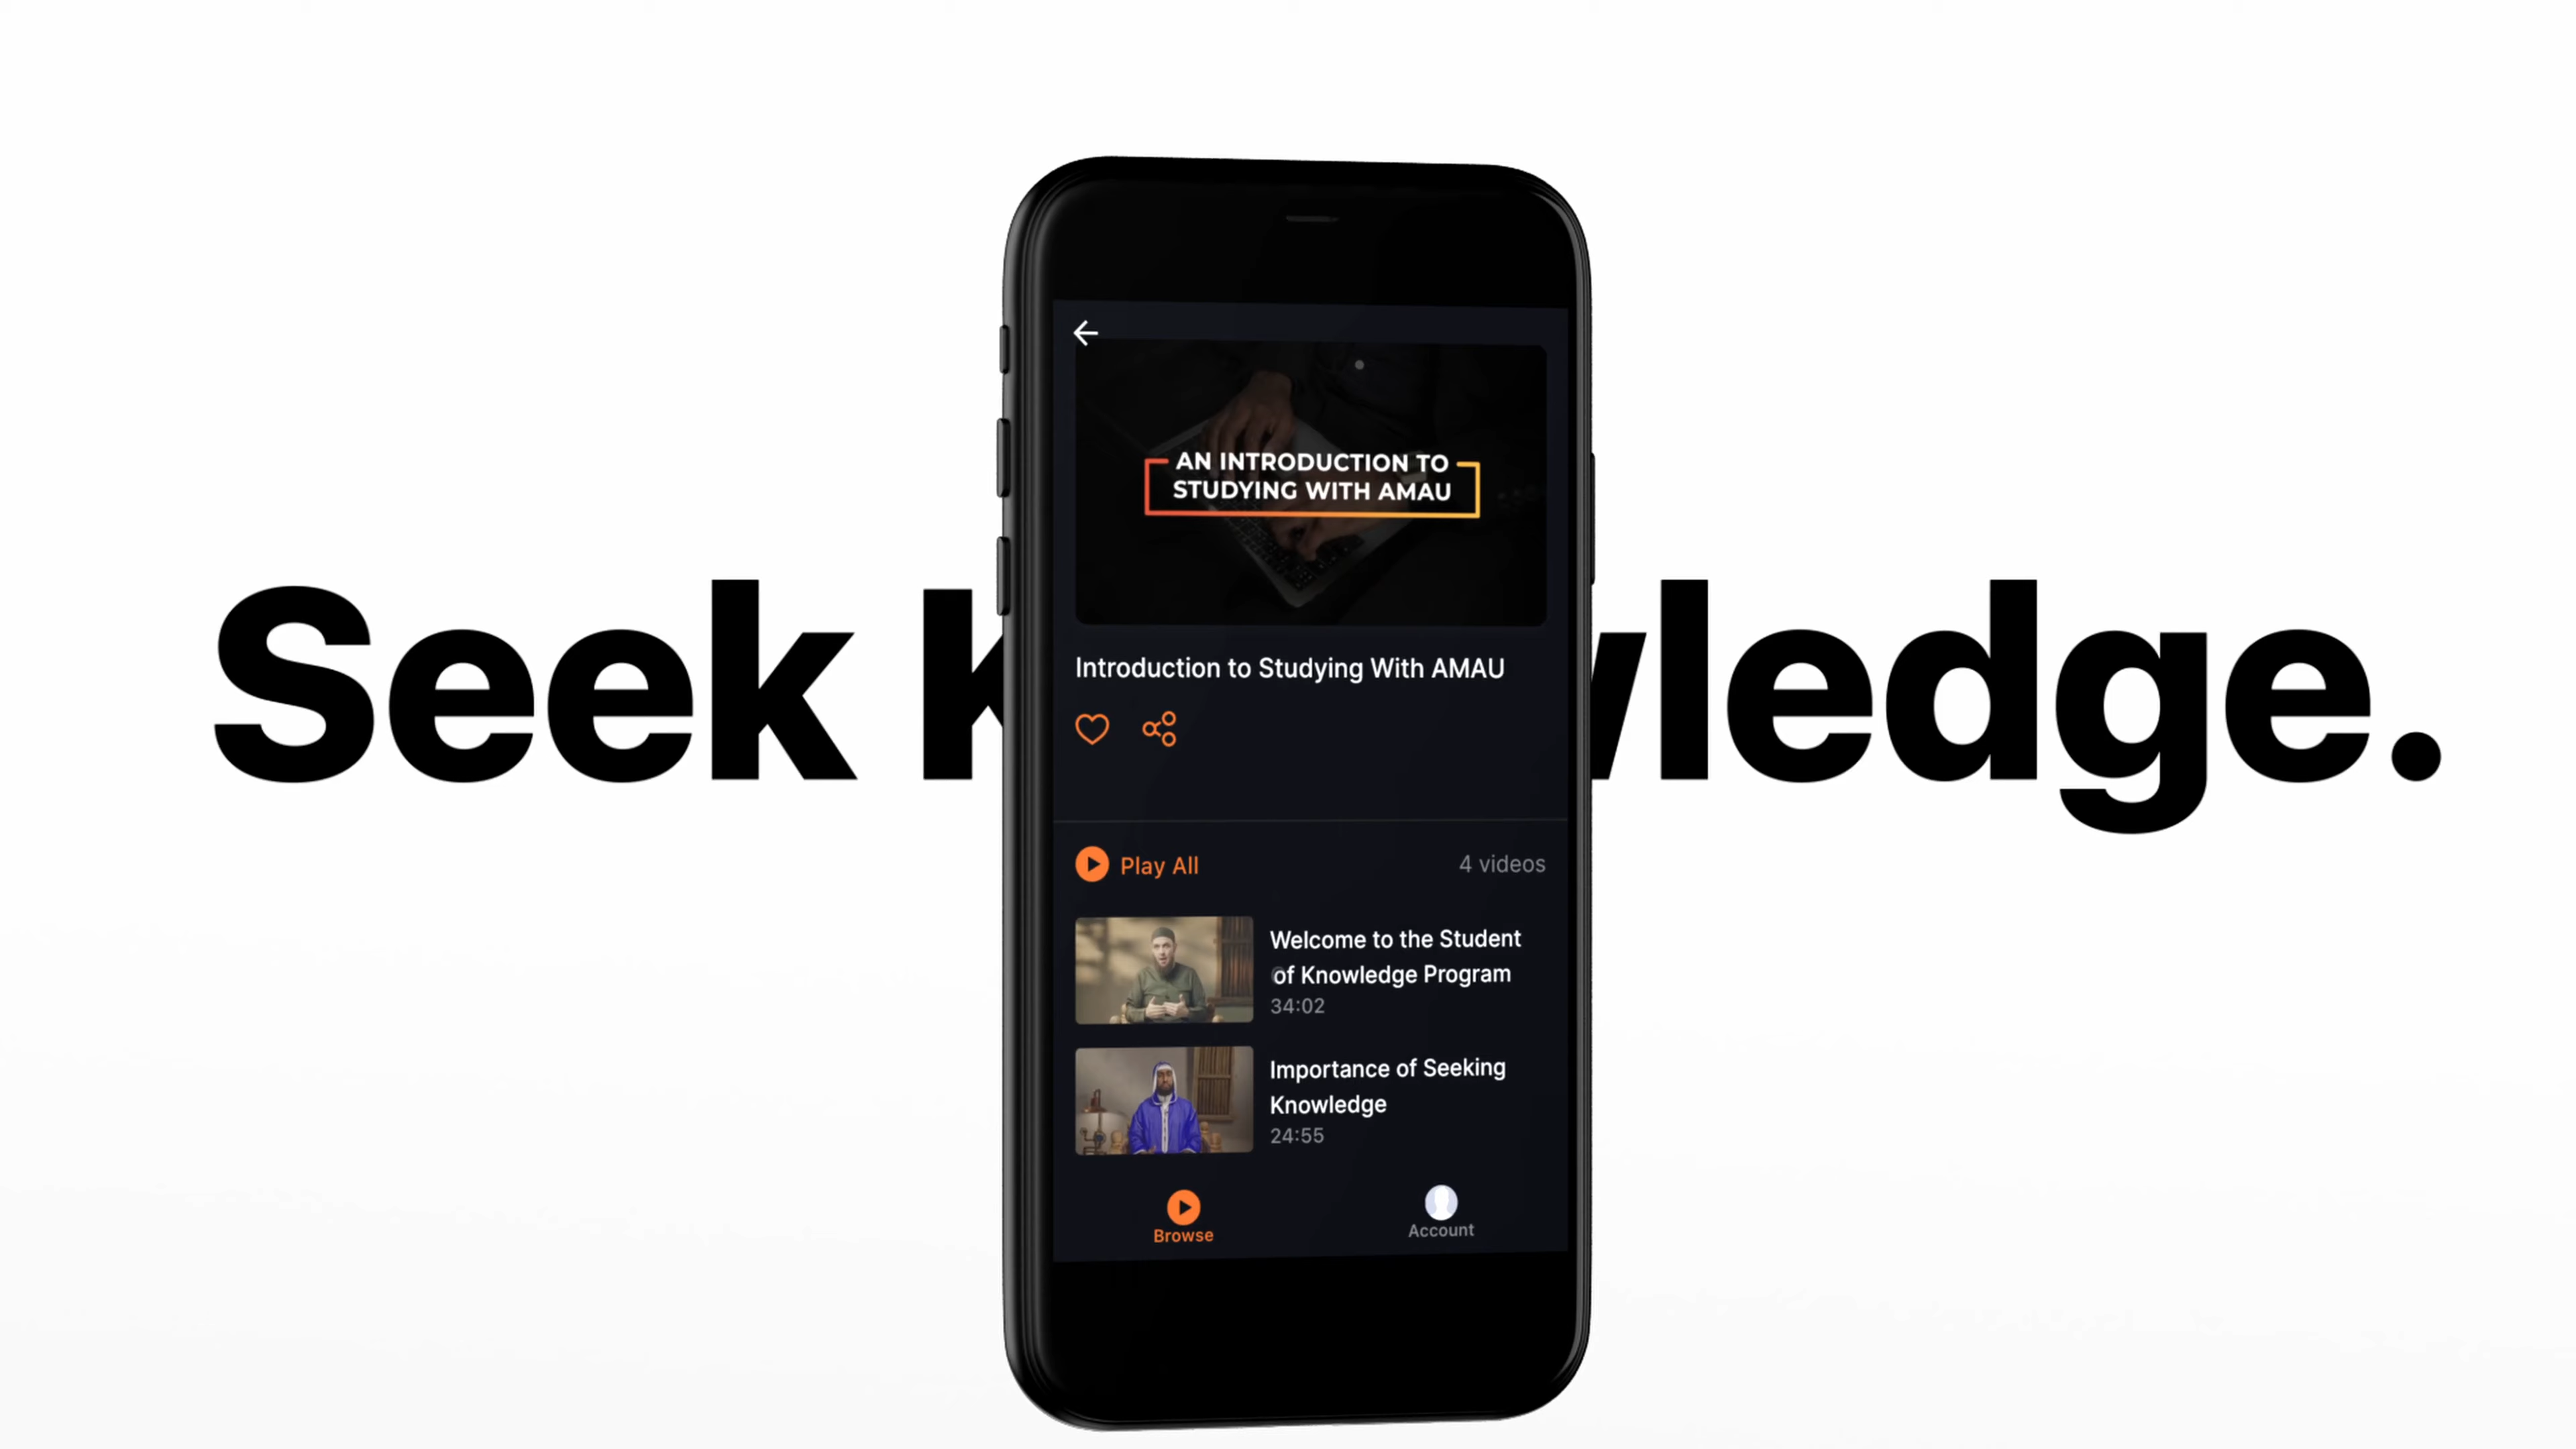 Seek K wledge.
AN INTRODUCTION TO
STUDYING WITH AMAU
Introduction to Studying With AMAU
Play All
4 videos
Welcome to the Student
of Knowledge Program
34:02
Importance of Seeking
Knowledge
24:55
Browse
Account